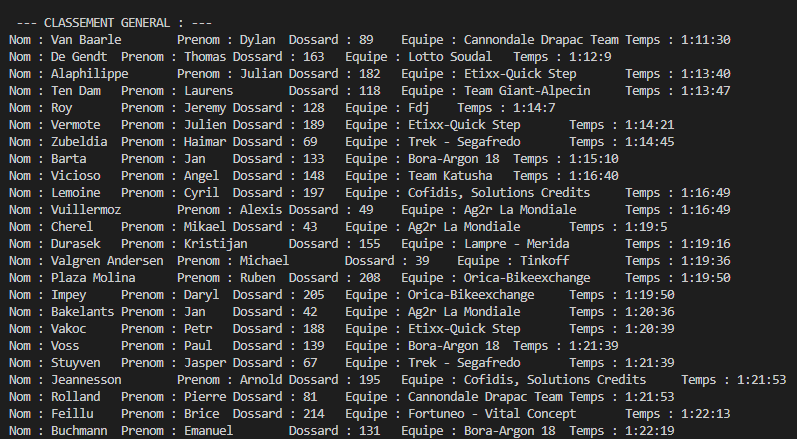 --- CLASSEMENT GENERAL : ---
Nom : Van Baarle Prenom : Dylan Dossard : 89 Equipe : Cannondale Drapac Team Temps : 1:11:30
Nom : De Gendt Prenom : Thomas Dossard : 163 Equipe : Lotto Soudal Temps : 1:12:9
Nom : Alaphilippe Prenom : Julian Dossard : 182 Equipe : Etixx-Quick Step Temps : 1:13:40
Nom : Ten Dam Prenom : Laurens Dossard : 118 Equipe : Team Giant-Alpecin Temps : 1:13:47
Nom : Roy Prenom : Jeremy Dossard : 128 Equipe : Fdj Temps : 1:14:7
Nom : Vermote Prenom : Julien Dossard : 189 Equipe : Etixx-Quick Step Temps : 1:14:21
Nom : Zubeldia Prenom : Haimar Dossard : 69 Equipe : Trek - Segafredo Temps : 1:14:45
Nom : Barta Prenom : Jan Dossard : 133 Equipe : Bora-Argon 18 Temps : 1:15:10
Nom : Vicioso Prenom : Angel Dossard : 148 Equipe : Team Katusha Temps : 1:16:40
Nom : Lemoine Prenom : Cyril Dossard : 197 Equipe : Cofidis, Solutions Credits Temps : 1:16:49
Nom : Vuillermoz Prenom : Alexis Dossard : 49 Equipe : Ag2r La Mondiale Temps : 1:16:49
Nom : Cherel Prenom : Mikael Dossard : 43 Equipe : Ag2r La Mondiale Temps : 1:19:5
Nom : Durasek Prenom : Kristijan Dossard : 155 Equipe : Lampre - Merida Temps : 1:19:16
Nom : Valgren Andersen Prenom : Michael Dossard : 39 Equipe : Tinkoff Temps : 1:19:36
Nom : Plaza Molina Prenom : Ruben Dossard : 208 Equipe : Orica-Bikeexchange Temps : 1:19:50
Nom : Impey Prenom : Daryl Dossard : 205 Equipe : Orica-Bikeexchange Temps : 1:19:50
Nom : Bakelants Prenom : Jan Dossard : 42 Equipe : Ag2r La Mondiale Temps : 1:20:36
Nom : Vakoc Prenom : Petr Dossard : 188 Equipe : Etixx-Quick Step Temps : 1:20:39
Nom : Voss Prenom : Paul Dossard : 139 Equipe : Bora-Argon 18 Temps : 1:21:39
Nom : Stuyven Prenom : Jasper Dossard : 67 Equipe : Trek - Segafredo Temps : 1:21:39
Nom : Jeannesson Prenom : Arnold Dossard : 195 Equipe : Cofidis, Solutions Credits Temps : 1:21:53
Nom : Rolland Prenom : Pierre Dossard : 81 Equipe : Cannondale Drapac Team Temps : 1:21:53
Nom : Feillu Prenom : Brice Dossard : 214 Equipe : Fortuneo - Vital Concept Temps : 1:22:13
Nom : Buchmann Prenom : Emanuel Dossard : 131 Equipe : Bora-Argon 18 Temps : 1:22:19